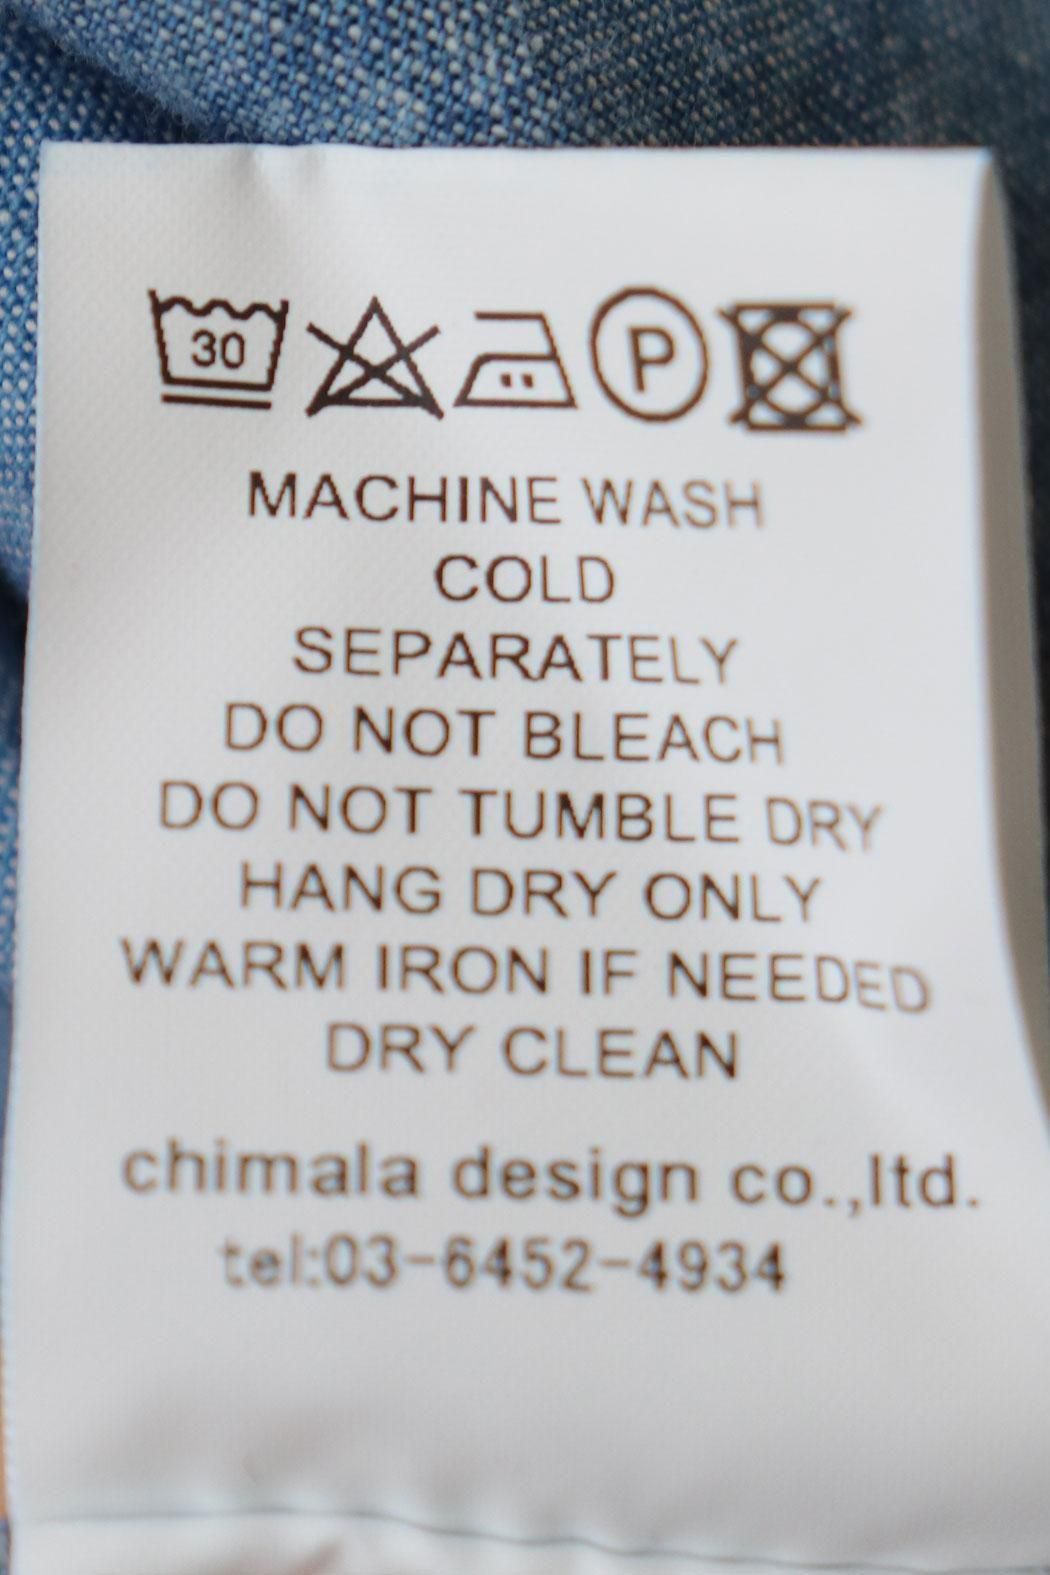 30 P
MACHINE WASH
COLD
SEPARATELY
DO NOT BLEACH
DO NOT TUMBLE DRY
HANG DRY ONLY
WARM IRON IF NEEDED
DRY CLEAN
chimala design co.,ltd.
tel:03-6452-4934